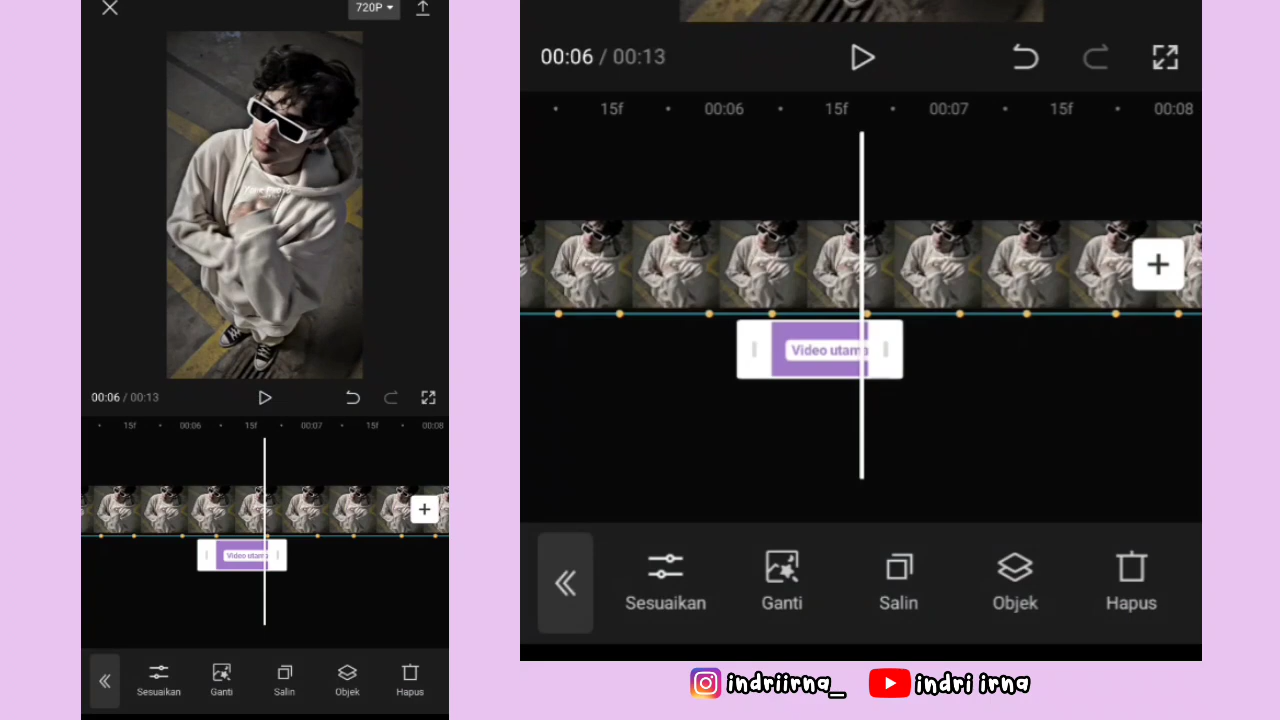 720P
00:06 / 00:13
15f 00:06 15f 00:07 15f 00:08
Video utama
Sesuaikan Ganti Salin Objek Hapus
00:06 / 00:13
15f 00:06 15f 00:07 15f 00:08
Video utama
Sesuaikan Ganti Salin Objek Hapus
indriirna_ indri irna